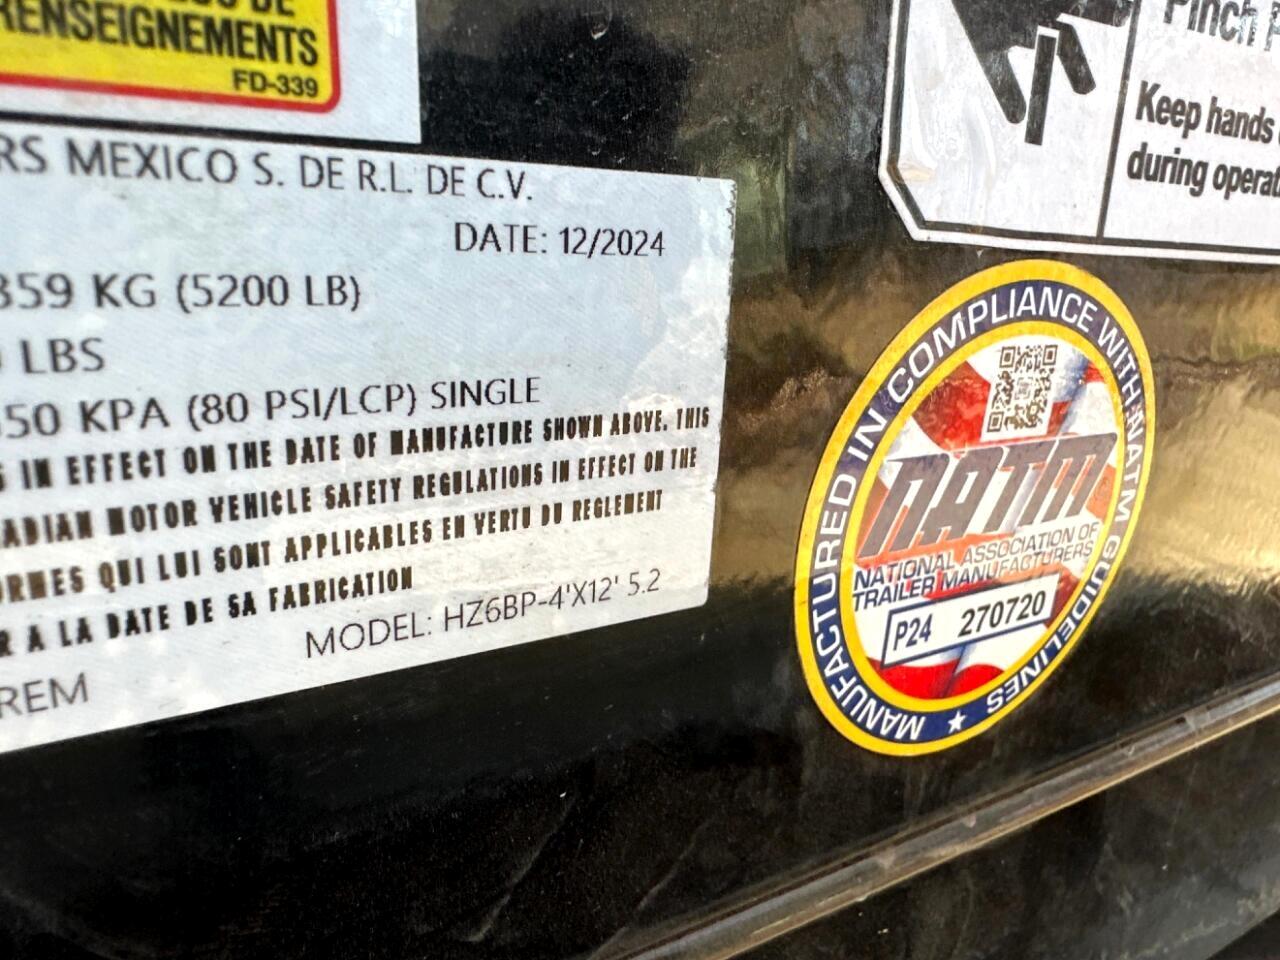 RENSEIGNEMENTS
FD-339
RS MEXICO S. DE R.L. DE C.V.
DATE: 12/2024
359 KG (5200 LB)
LBS
50 KPA (80 PSI/LCP) SINGLE
IN EFFECT ON THE DATE OF MANUFACTURE SHOWN ABOVE. THIS
ADIAN MOTOR VEHICLE SAFETY REGULATIONS IN EFFECT ON THE
ORMES QUI LUI SONT APPLICABLES EN VERTU DU REGLEMENT
R A LA DATE DE SA FABRICATION
MODEL: HZ6BP-4'X12' 5.2
REM
Pinch P
Keep hands
during operat
MANUFACTURED IN COMPLIANCE WITH NATM GUIDELINES
NATM
NATIONAL ASSOCIATION OF
TRAILER MANUFACTURERS
P24 270720